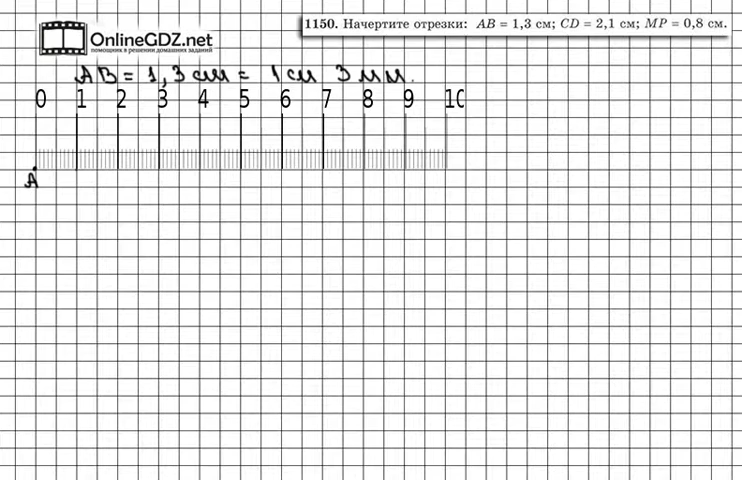 1150. Начертите отрезки: AB = 1,3 см; CD = 2,1 см; MP = 0,8 см.
OnlineGDZ.net
помощник в решении домашних заданий
AB = 1,3 см = 1 см 3 мм.
0 1 2 3 4 5 6 7 8 9 10
A